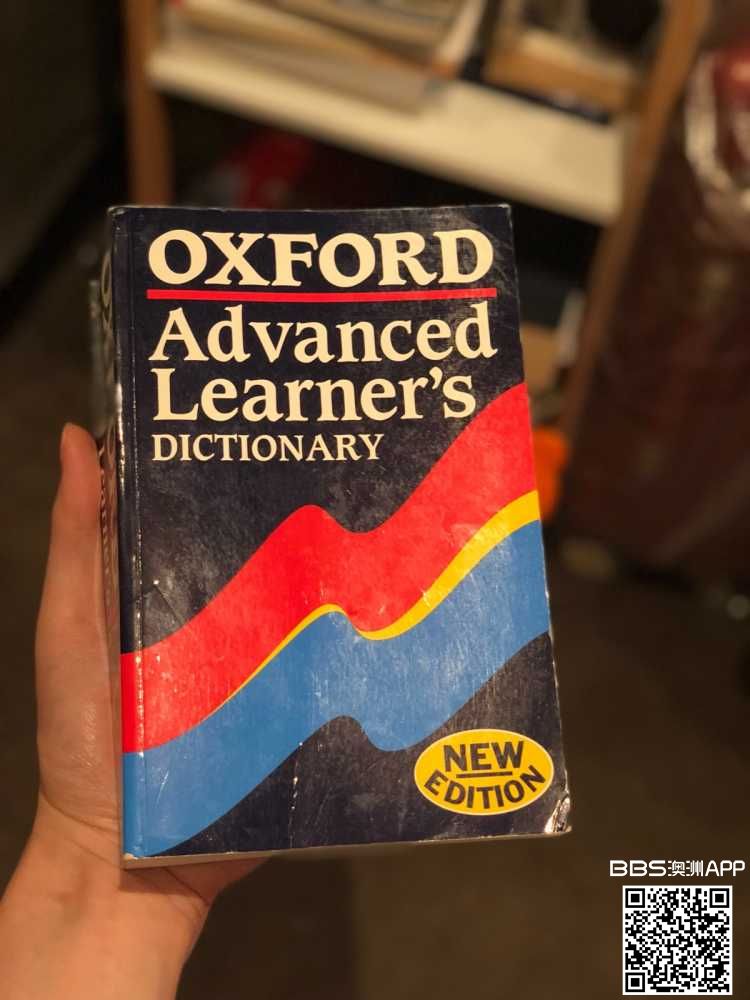 OXFORD
Advanced
Learner's
DICTIONARY
NEW
EDITION
BBS澳洲APP